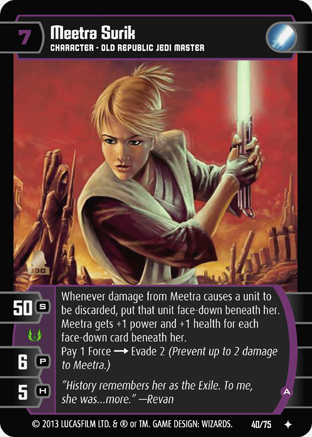 7
Meetra Surik
CHARACTER - OLD REPUBLIC JEDI MASTER
IDC
50 S
6 P
5 H
Whenever damage from Meetra causes a unit to
be discarded, put that unit face-down beneath her.
Meetra gets +1 power and +1 health for each
face-down card beneath her.
Pay 1 Force → Evade 2 (Prevent up to 2 damage
to Meetra.)
"History remembers her as the Exile. To me,
she was...more." —Revan
A
© 2013 LUCASFILM LTD. & ® or TM. GAME DESIGN: WIZARDS. 40/75